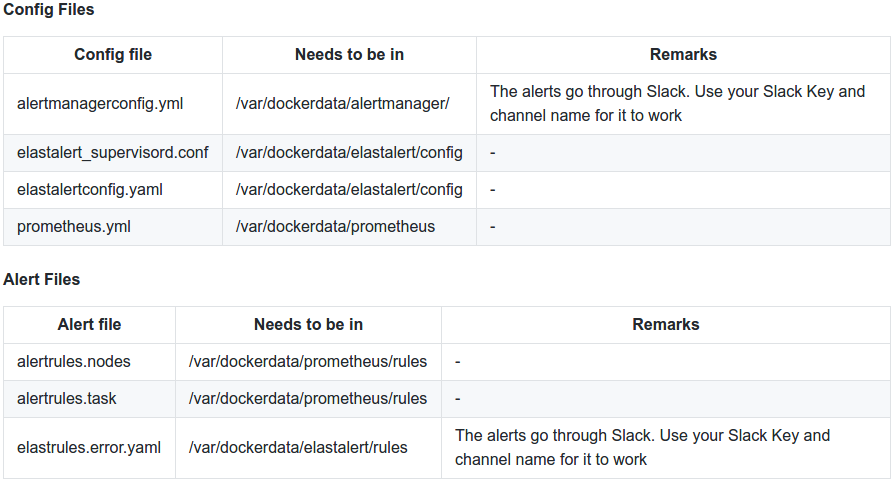 Config Files
Config file Needs to be in Remarks
alertmanagerconfig.yml /var/dockerdata/alertmanager/ The alerts go through Slack. Use your Slack Key and
channel name for it to work
elastalert_supervisord.conf /var/dockerdata/elastalert/config -
elastalertconfig.yaml /var/dockerdata/elastalert/config -
prometheus.yml /var/dockerdata/prometheus -
Alert Files
Alert file Needs to be in Remarks
alertrules.nodes /var/dockerdata/prometheus/rules -
alertrules.task /var/dockerdata/prometheus/rules -
elastrules.error.yaml /var/dockerdata/elastalert/rules The alerts go through Slack. Use your Slack Key and
channel name for it to work